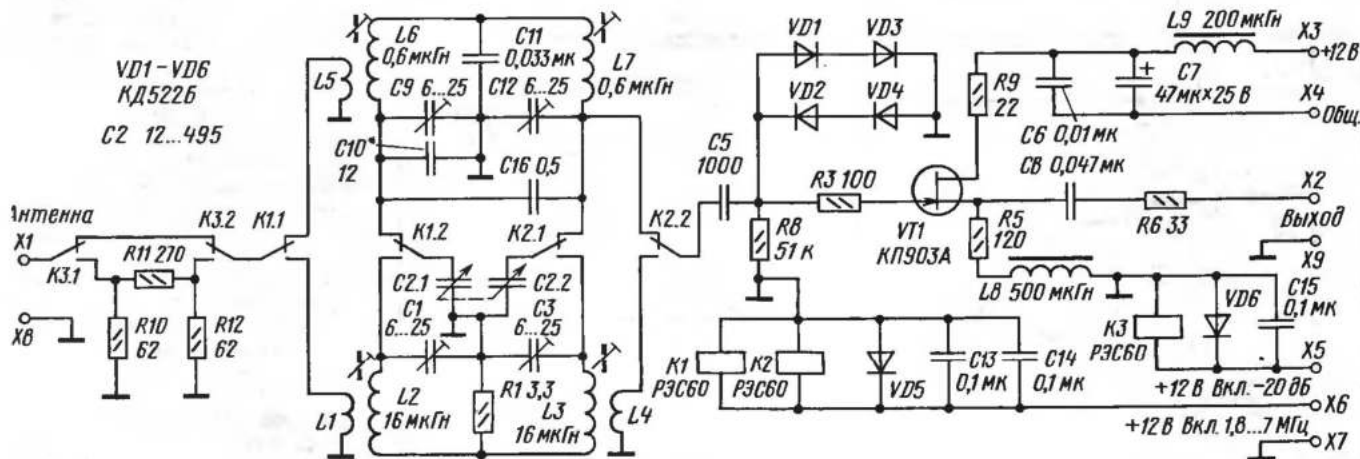 VD1-VD6
КД522Б
C2 12...495
Антенна
X1
K3.1
R11 270
K3.2
K1.1
X8
R10
62
R12
62
L5
L1
L6
0,6 мкГн
C11
0,033 мк
L7
0,6 мкГн
C9 6...25
C12 6...25
C10*
12
C16 0,5
K1.2
K2.1
C2.1
C2.2
C1
6...25
C3
6...25
L2
16 мкГн
R1 3,3
L3
16 мкГн
L4
K2.2
C5
1000
VD1
VD3
VD2
VD4
R8
51 к
R3 100
VT1
КП903А
R9
22
L9 200 мкГн
X3
+12 В
C7
47мк×25 В
X4
Общ.
C6 0,01 мк
C8 0,047 мк
X2
R6 33
Выход
X9
R5
120
L8 500 мкГн
K3
РЭС60
VD6
C15
0,1 мк
X5
+12 В Вкл.-20 дБ
K1
РЭС60
K2
РЭС60
VD5
C13
0,1 мк
C14
0,1 мк
X6
+12 В Вкл. 1,8...7 МГц
X7